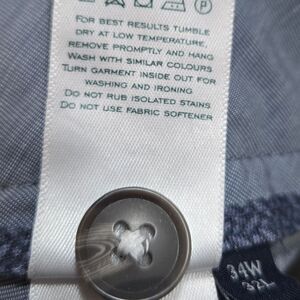 P
FOR BEST RESULTS TUMBLE
DRY AT LOW TEMPERATURE,
REMOVE PROMPTLY AND HANG
WASH WITH SIMILAR COLOURS
TURN GARMENT INSIDE OUT FOR
WASHING AND IRONING
DO NOT RUB ISOLATED STAINS
DO NOT USE FABRIC SOFTENER
34W
32L